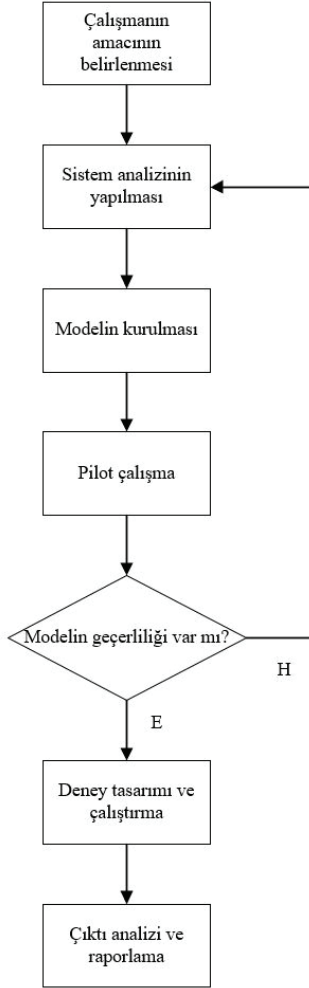 Çalışmanın
amacının
belirlenmesi
Sistem analizinin
yapılması
Modelin kurulması
Pilot çalışma
Modelin geçerliliği var mı?
H
E
Deney tasarımı ve
çalıştırma
Çıktı analizi ve
raporlama